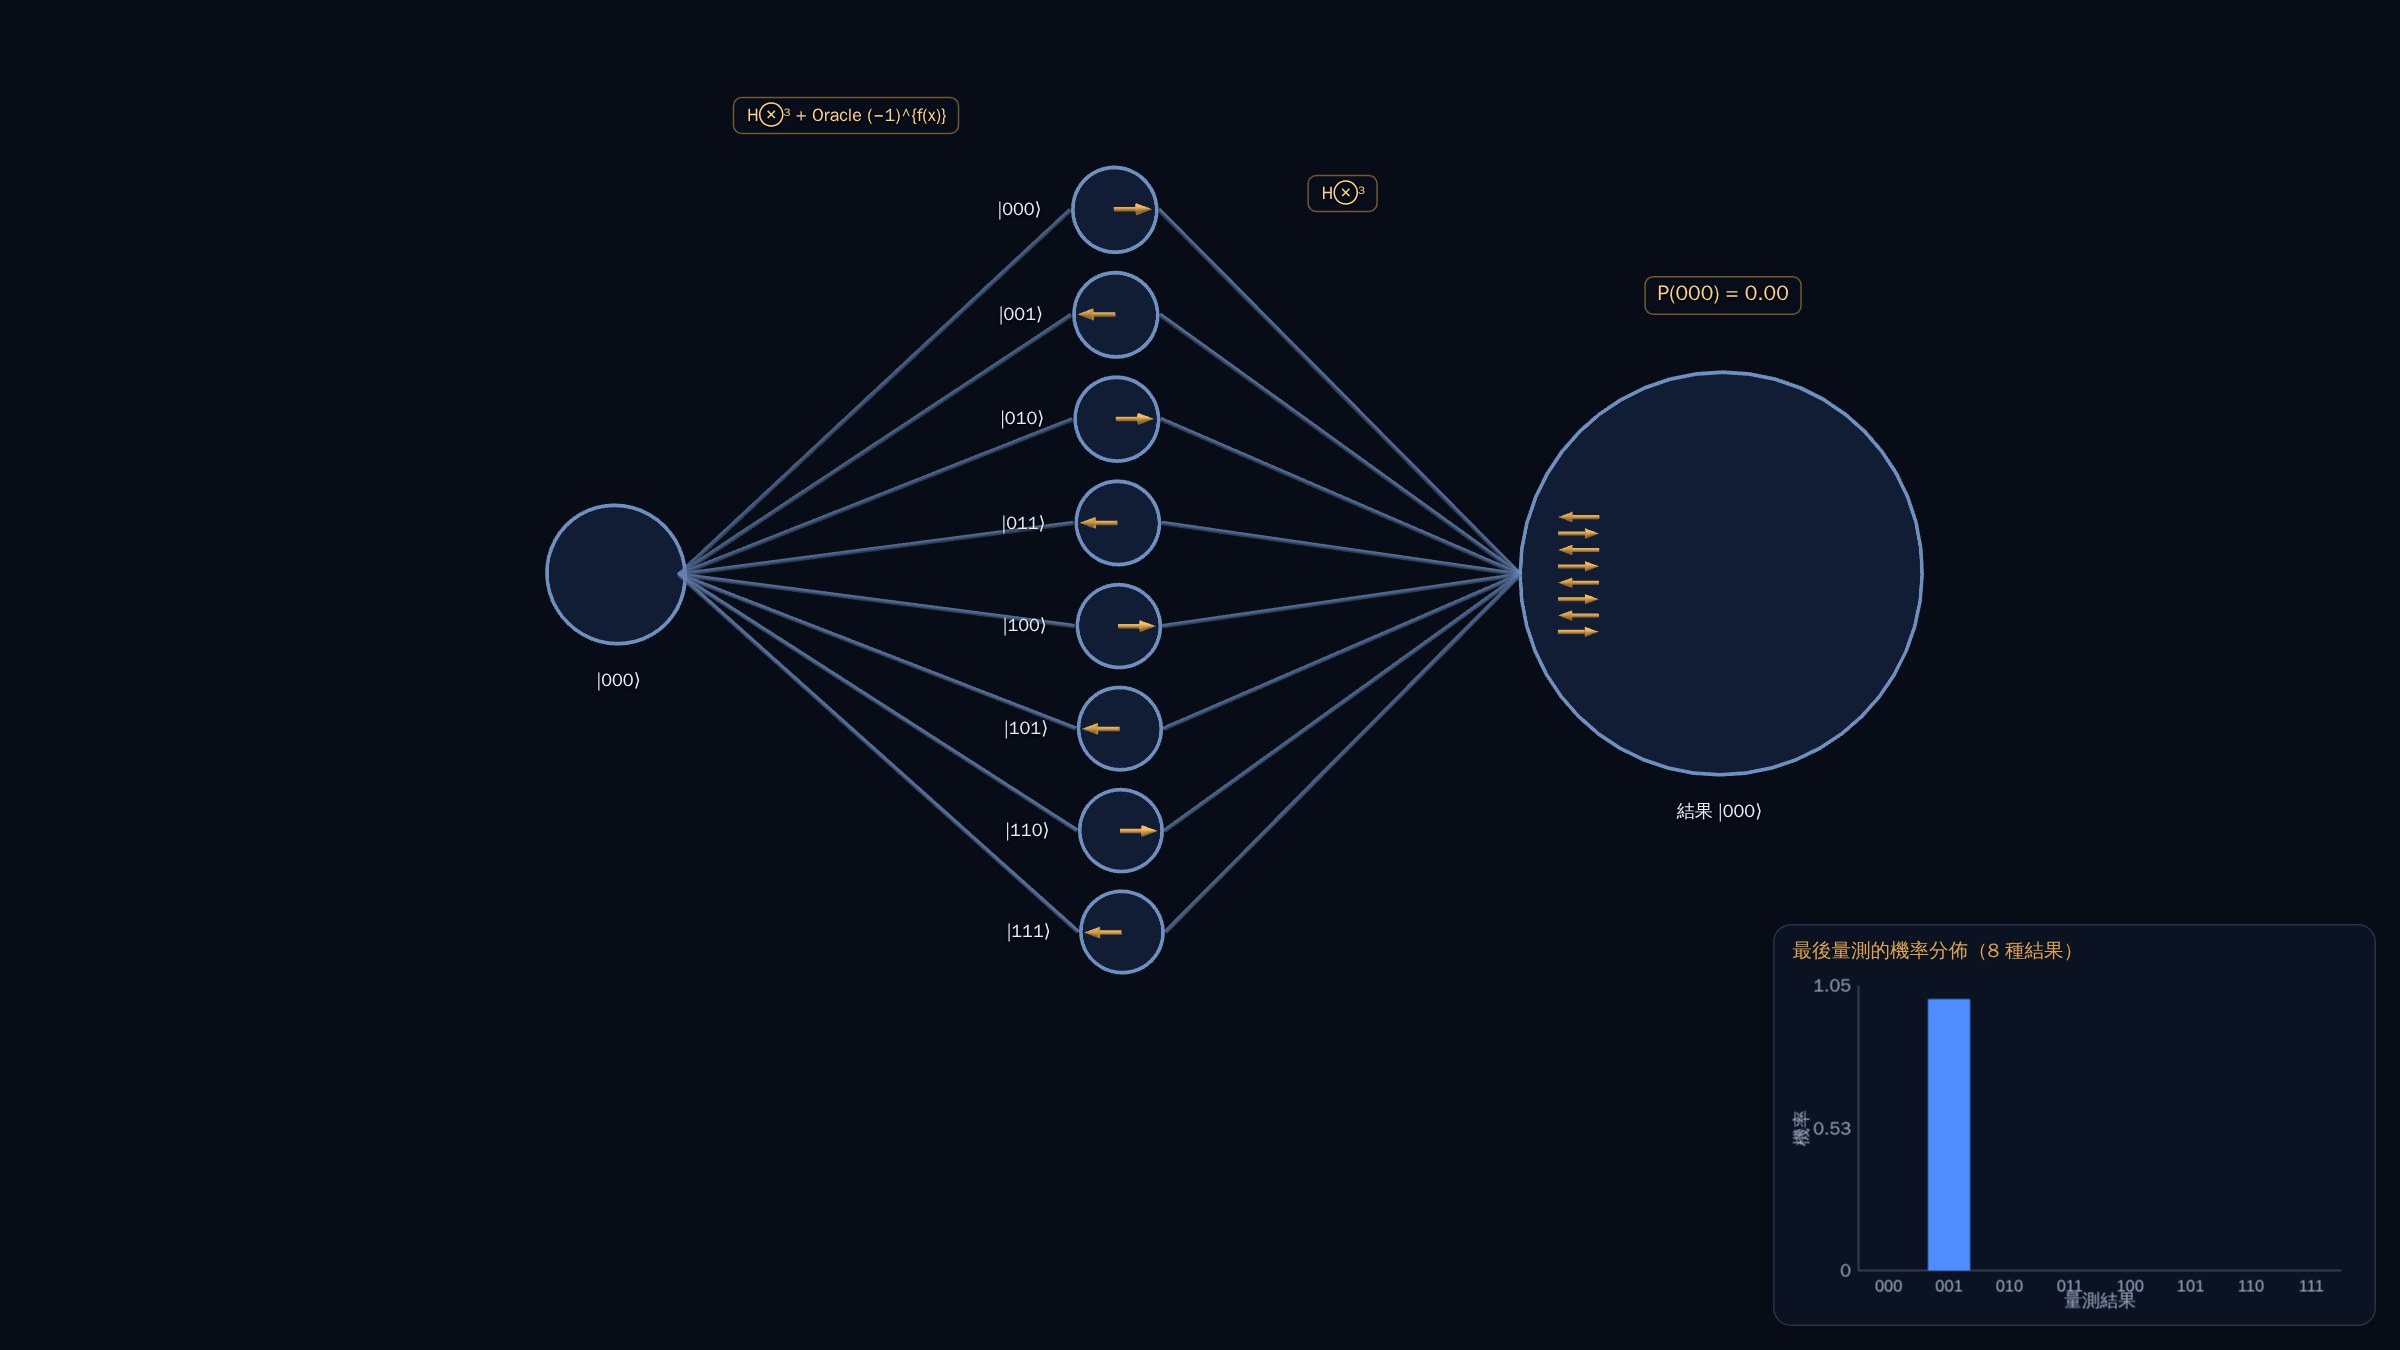 H⊗³ + Oracle (−1)^{f(x)}
H⊗³
P(000) = 0.00
|000⟩
|001⟩
|010⟩
|011⟩
|100⟩
|101⟩
|110⟩
|111⟩
|000⟩
結果 |000⟩
最後量測的機率分佈（8 種結果）
1.05
0.53
0
機率
000 001 010 011 100 101 110 111
量測結果